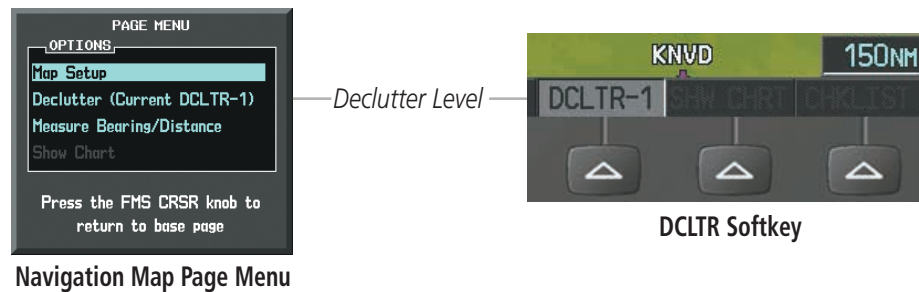 PAGE MENU
OPTIONS
Map Setup
Declutter (Current DCLTR-1)
Measure Bearing/Distance
Show Chart
Press the FMS CRSR knob to
return to base page
Navigation Map Page Menu
Declutter Level
KNVD
150NM
DCLTR-1 SHW CHRT CHKLIST
DCLTR Softkey